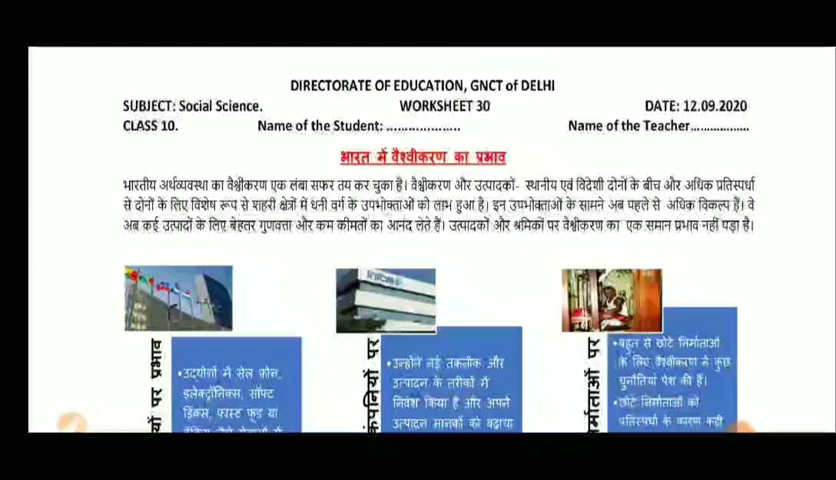 DIRECTORATE OF EDUCATION, GNCT of DELHI
SUBJECT: Social Science. WORKSHEET 30 DATE: 12.09.2020
CLASS 10. Name of the Student: ................... Name of the Teacher.................
भारत में वैश्वीकरण का प्रभाव
भारतीय अर्थव्यवस्था का वैश्वीकरण एक लंबा सफर तय कर चुका है। वैश्वीकरण और उत्पादकों- स्थानीय एवं विदेशी दोनों के बीच और अधिक प्रतिस्पर्धा
से दोनों के लिए विशेष रूप से शहरी क्षेत्रों में धनी वर्ग के उपभोक्ताओं को लाभ हुआ है। इन उपभोक्ताओं के सामने अब पहले से अधिक विकल्प हैं। वे
अब कई उत्पादों के लिए बेहतर गुणवत्ता और कम कीमतों का आनंद लेते हैं। उत्पादकों और श्रमिकों पर वैश्वीकरण का एक समान प्रभाव नहीं पड़ा है।
पर प्रभाव
•उद्योगों में सेल फ़ोन,
इलेक्ट्रॉनिक्स, सॉफ्ट
ड्रिंक्स, फास्ट फूड या
कंपनियों पर
•उन्होंने नई तकनीक और
उत्पादन के तरीकों में
निवेश किया है और अपने
उत्पादन मानकों को बढ़ाया
निर्माताओं पर
•बहुत से छोटे निर्माताओं
के लिए वैश्वीकरण ने कुछ
चुनौतियां पेश की हैं।
•छोटे निर्माताओं को
प्रतिस्पर्धा के कारण कड़ी